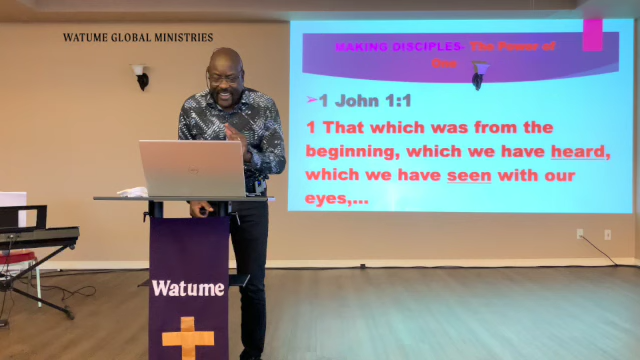 WATUME GLOBAL MINISTRIES
MAKING DISCIPLES- The Power of
➢1 John 1:1
1 That which was from the
beginning, which we have heard,
which we have seen with our
eyes,...
Watume